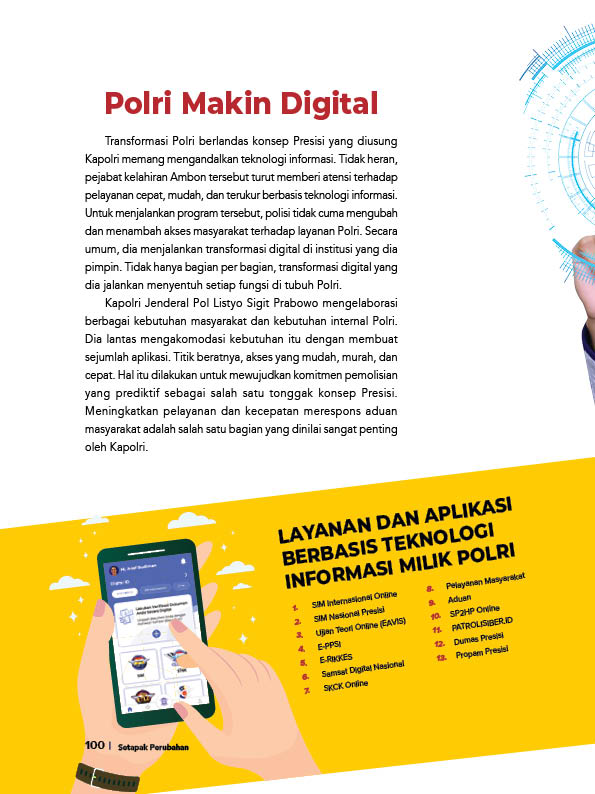 Polri Makin Digital
Transformasi Polri berlandas konsep Presisi yang diusung
Kapolri memang mengandalkan teknologi informasi. Tidak heran,
pejabat kelahiran Ambon tersebut turut memberi atensi terhadap
pelayanan cepat, mudah, dan terukur berbasis teknologi informasi.
Untuk menjalankan program tersebut, polisi tidak cuma mengubah
dan menambah akses masyarakat terhadap layanan Polri. Secara
umum, dia menjalankan transformasi digital di institusi yang dia
pimpin. Tidak hanya bagian per bagian, transformasi digital yang
dia jalankan menyentuh setiap fungsi di tubuh Polri.
Kapolri Jenderal Pol Listyo Sigit Prabowo mengelaborasi
berbagai kebutuhan masyarakat dan kebutuhan internal Polri.
Dia lantas mengakomodasi kebutuhan itu dengan membuat
sejumlah aplikasi. Titik beratnya, akses yang mudah, murah, dan
cepat. Hal itu dilakukan untuk mewujudkan komitmen pemolisian
yang prediktif sebagai salah satu tonggak konsep Presisi.
Meningkatkan pelayanan dan kecepatan merespons aduan
masyarakat adalah salah satu bagian yang dinilai sangat penting
oleh Kapolri.
LAYANAN DAN APLIKASI
BERBASIS TEKNOLOGI
INFORMASI MILIK POLRI
1. SIM Internasional Online
2. SIM Nasional Presisi
3. Ujian Teori Online (EAVIS)
4. E-PPSI
5. E-RIKKES
6. Samsat Digital Nasional
7. SKCK Online
8. Pelayanan Masyarakat
9. Aduan
10. SP2HP Online
11. PATROLISIBER.ID
12. Dumas Presisi
13. Propam Presisi
Digital ID
Lakukan Verifikasi Dokumen
Anda Secara Digital
SIM
100 | Setapak Perubahan